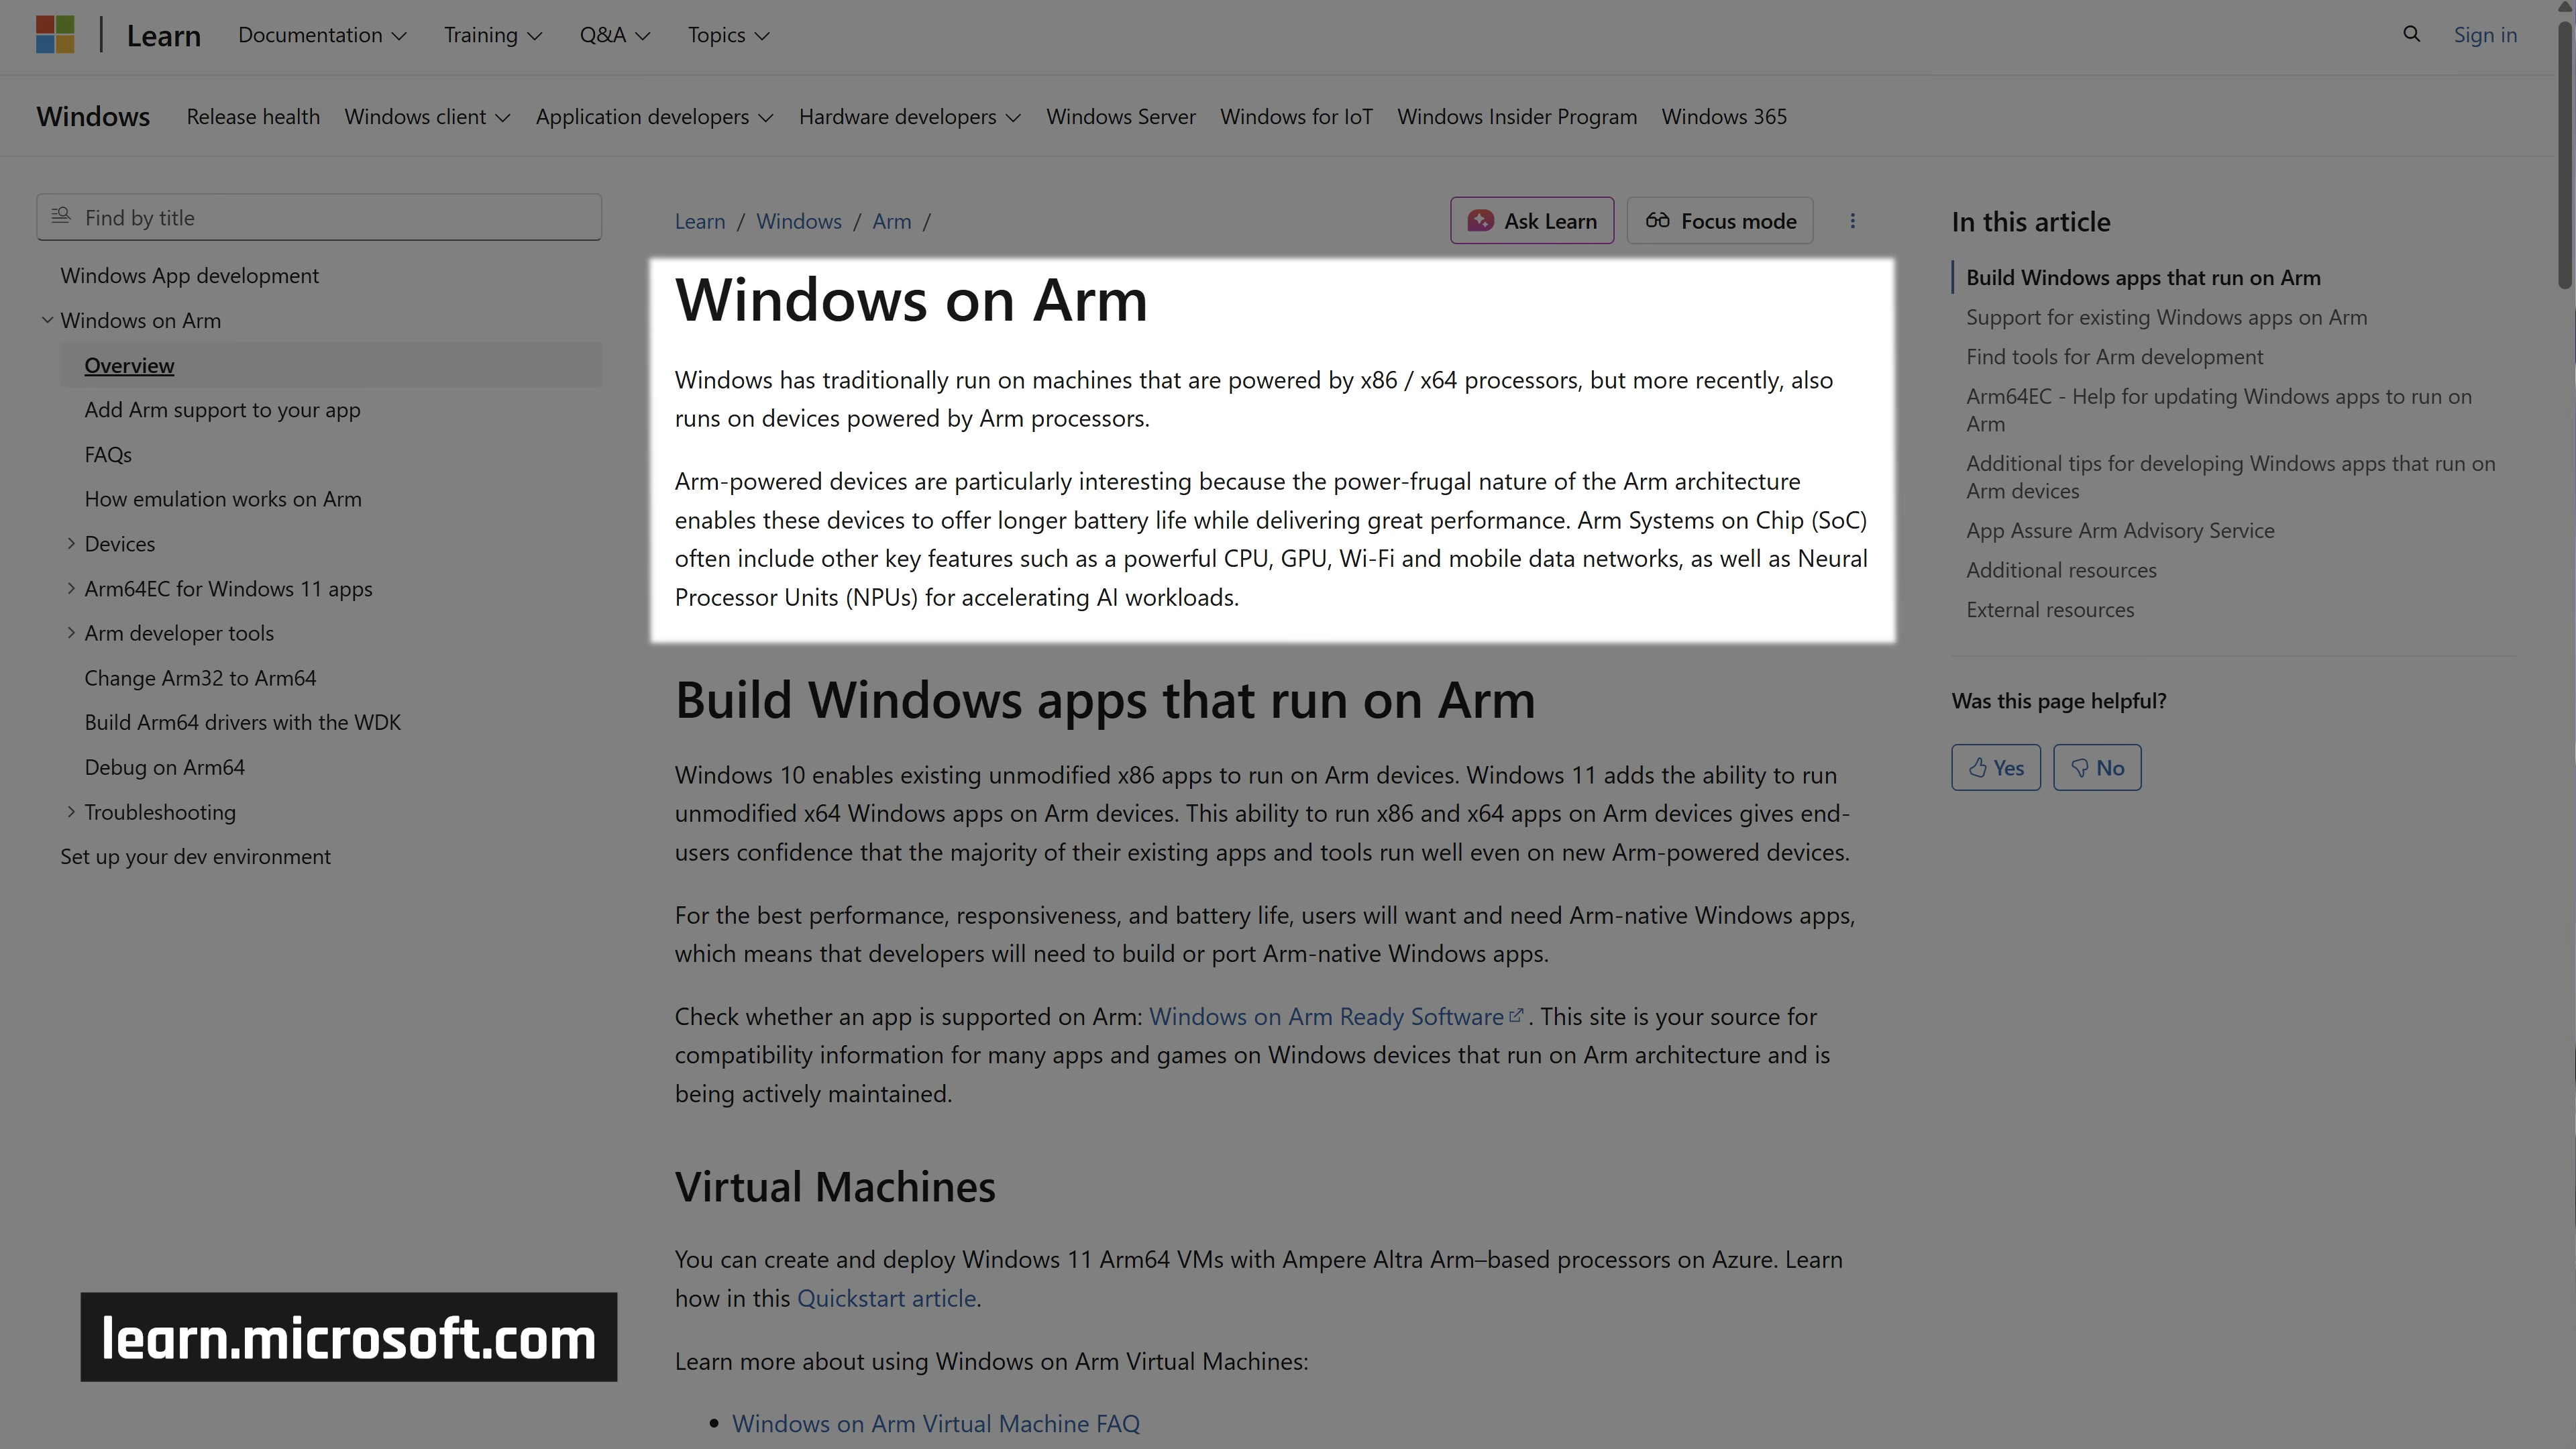 Learn Documentation Training Q&A Topics Sign in
Windows Release health Windows client Application developers Hardware developers Windows Server Windows for IoT Windows Insider Program Windows 365
Find by title
Windows App development
Windows on Arm
Overview
Add Arm support to your app
FAQs
How emulation works on Arm
Devices
Arm64EC for Windows 11 apps
Arm developer tools
Change Arm32 to Arm64
Build Arm64 drivers with the WDK
Debug on Arm64
Troubleshooting
Set up your dev environment
Learn / Windows / Arm /
Ask Learn Focus mode
Windows on Arm
Windows has traditionally run on machines that are powered by x86 / x64 processors, but more recently, also
runs on devices powered by Arm processors.
Arm-powered devices are particularly interesting because the power-frugal nature of the Arm architecture
enables these devices to offer longer battery life while delivering great performance. Arm Systems on Chip (SoC)
often include other key features such as a powerful CPU, GPU, Wi-Fi and mobile data networks, as well as Neural
Processor Units (NPUs) for accelerating AI workloads.
Build Windows apps that run on Arm
Windows 10 enables existing unmodified x86 apps to run on Arm devices. Windows 11 adds the ability to run
unmodified x64 Windows apps on Arm devices. This ability to run x86 and x64 apps on Arm devices gives end-
users confidence that the majority of their existing apps and tools run well even on new Arm-powered devices.
For the best performance, responsiveness, and battery life, users will want and need Arm-native Windows apps,
which means that developers will need to build or port Arm-native Windows apps.
Check whether an app is supported on Arm: Windows on Arm Ready Software. This site is your source for
compatibility information for many apps and games on Windows devices that run on Arm architecture and is
being actively maintained.
Virtual Machines
You can create and deploy Windows 11 Arm64 VMs with Ampere Altra Arm–based processors on Azure. Learn
how in this Quickstart article.
Learn more about using Windows on Arm Virtual Machines:
• Windows on Arm Virtual Machine FAQ
In this article
Build Windows apps that run on Arm
Support for existing Windows apps on Arm
Find tools for Arm development
Arm64EC - Help for updating Windows apps to run on
Arm
Additional tips for developing Windows apps that run on
Arm devices
App Assure Arm Advisory Service
Additional resources
External resources
Was this page helpful?
Yes No
learn.microsoft.com